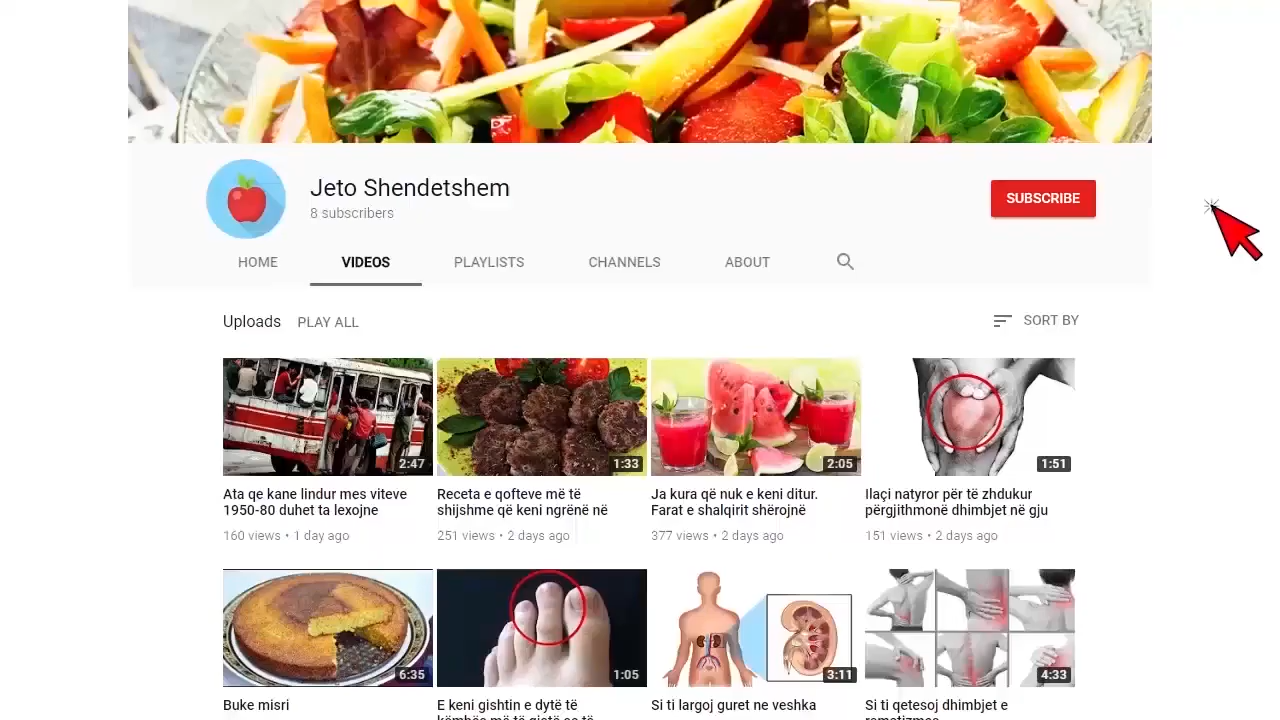 Jeto Shendetshem
8 subscribers
SUBSCRIBE
HOME
VIDEOS
PLAYLISTS
CHANNELS
ABOUT
Uploads
PLAY ALL
SORT BY
2:47
1:33
2:05
1:51
Ata qe kane lindur mes viteve
1950-80 duhet ta lexojne
160 views • 1 day ago
Receta e qofteve më të
shijshme që keni ngrënë në
251 views • 2 days ago
Ja kura që nuk e keni ditur.
Farat e shalqirit shërojnë
377 views • 2 days ago
Ilaçi natyror për të zhdukur
përgjithmonë dhimbjet në gju
151 views • 2 days ago
6:35
1:05
3:11
4:33
Buke misri
E keni gishtin e dytë të
Si ti largoj guret ne veshka
Si ti qetesoj dhimbjet e